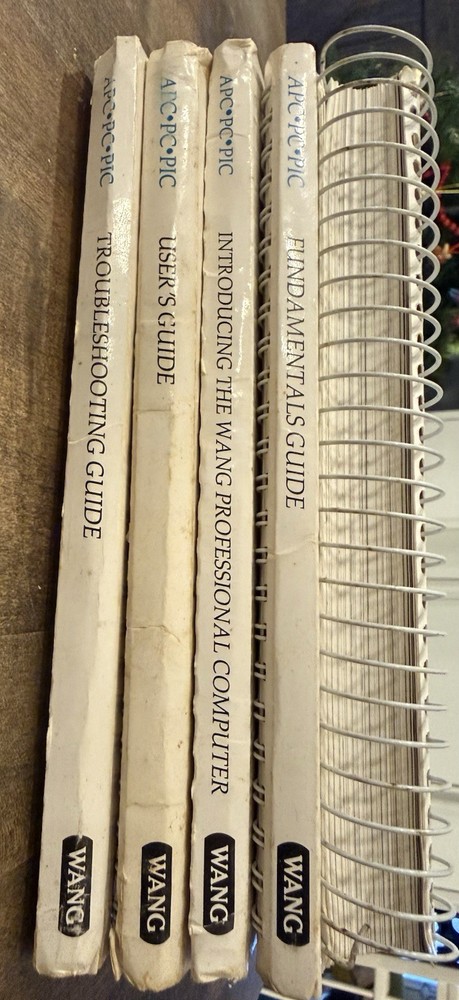 APC•PC•PIC TROUBLESHOOTING GUIDE WANG
APC•PC•PIC USER'S GUIDE WANG
APC•PC•PIC INTRODUCING THE WANG PROFESSIONAL COMPUTER WANG
APC•PC•PIC FUNDAMENTALS GUIDE WANG